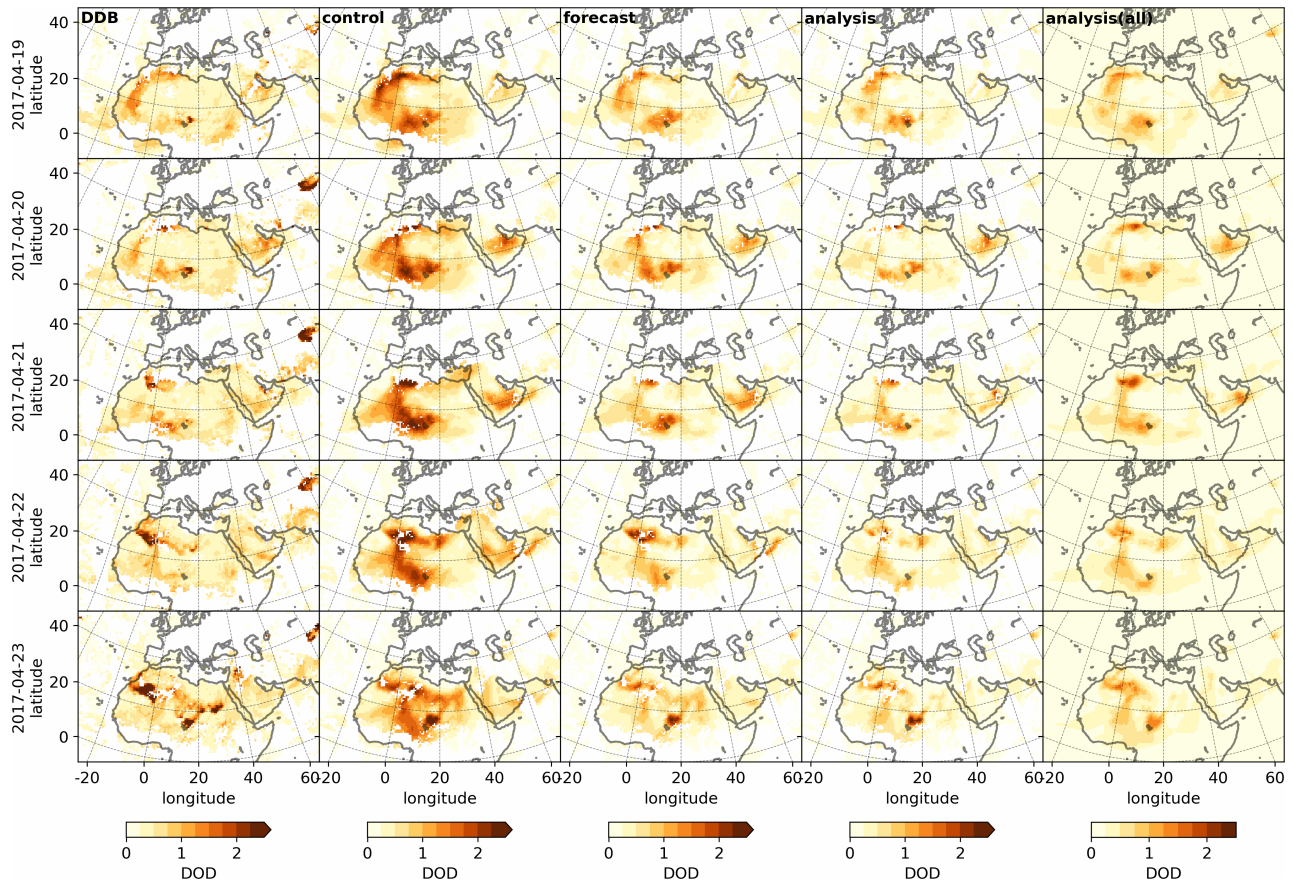 DDB control forecast analysis analysis(all)
2017-04-19
latitude
40
20
0
2017-04-20
latitude
40
20
0
2017-04-21
latitude
40
20
0
2017-04-22
latitude
40
20
0
2017-04-23
latitude
40
20
0
-20 0 20 40 60 -20 0 20 40 60 -20 0 20 40 60 -20 0 20 40 60 -20 0 20 40 60
longitude longitude longitude longitude longitude
0 1 2 0 1 2 0 1 2 0 1 2 0 1 2
DOD DOD DOD DOD DOD